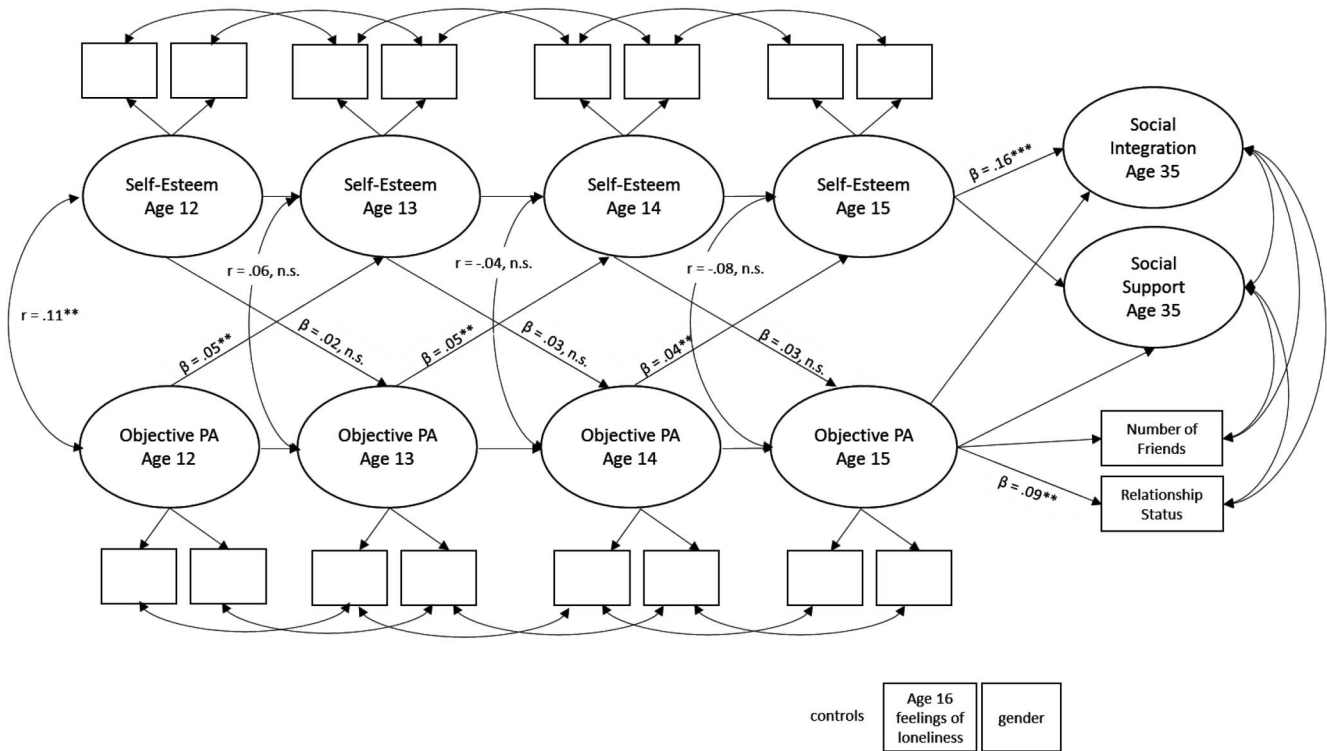 Self-Esteem
Age 12
Self-Esteem
Age 13
Self-Esteem
Age 14
Self-Esteem
Age 15
Social
Integration
Age 35
Social
Support
Age 35
β = .16***
r = .11**
r = .06, n.s.
r = -.04, n.s.
r = -.08, n.s.
β = .05**
β = .02, n.s.
β = .05**
β = .03, n.s.
β = .04**
β = .03, n.s.
Objective PA
Age 12
Objective PA
Age 13
Objective PA
Age 14
Objective PA
Age 15
Number of
Friends
β = .09**
Relationship
Status
controls
Age 16
feelings of
loneliness
gender